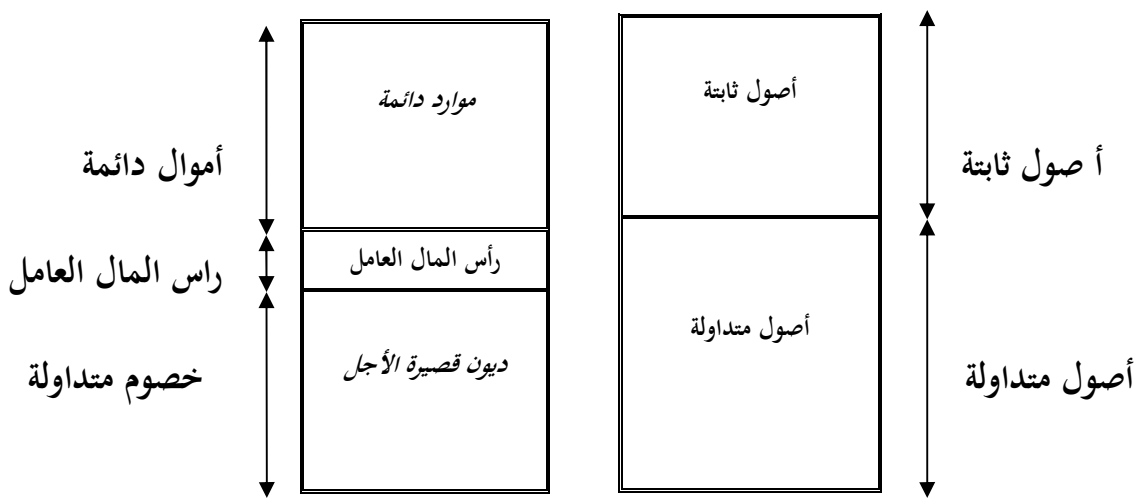 أصول ثابتة
موارد دائمة
أ صول ثابتة
أموال دائمة
رأس المال العامل
راس المال العامل
أصول متداولة
ديون قصيرة الأجل
أصول متداولة
خصوم متداولة